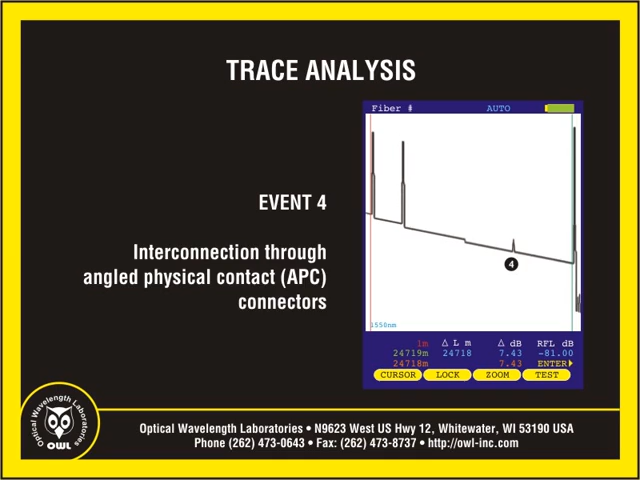 TRACE ANALYSIS
EVENT 4
Interconnection through
angled physical contact (APC)
connectors
Fiber #
AUTO
4
1550nm
1m Δ L m Δ dB RFL dB
24719m 24718 7.43 -81.00
24718m 7.43 ENTER
CURSOR LOCK ZOOM TEST
Optical Wavelength Laboratories
OWL
Optical Wavelength Laboratories • N9623 West US Hwy 12, Whitewater, WI 53190 USA
Phone (262) 473-0643 • Fax: (262) 473-8737 • http://owl-inc.com